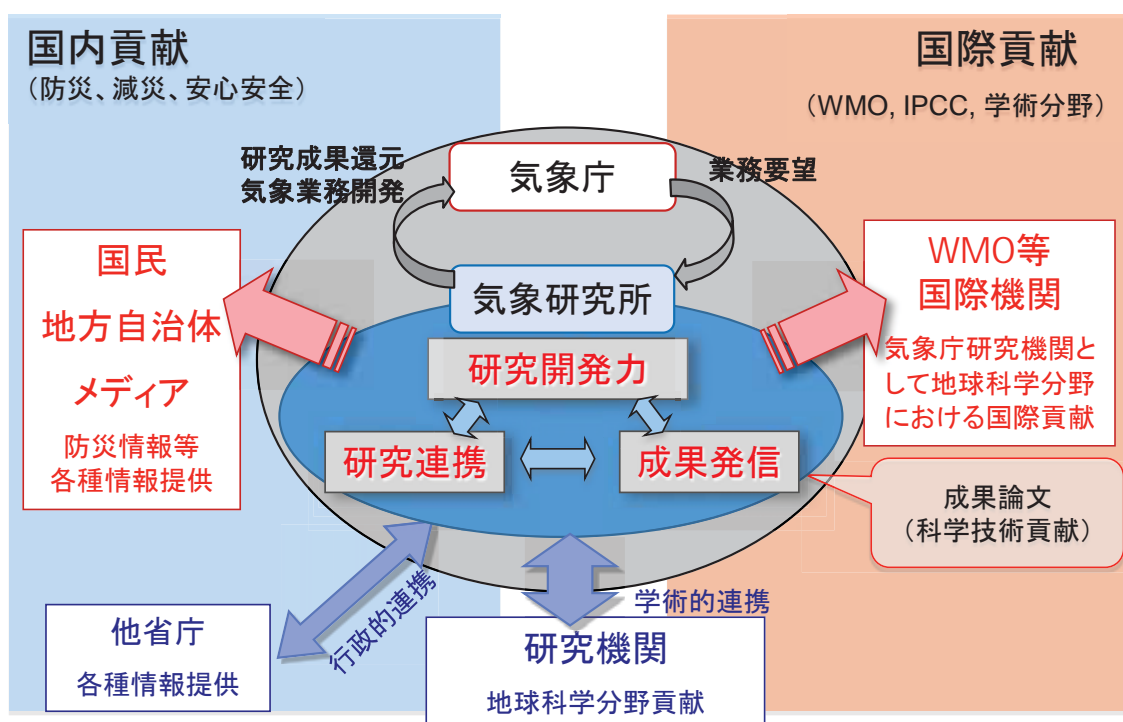 国内貢献
（防災、減災、安心安全）
国際貢献
（WMO, IPCC, 学術分野）
研究成果還元
気象業務開発
気象庁
業務要望
国民
地方自治体
メディア
防災情報等
各種情報提供
気象研究所
研究開発力
研究連携
成果発信
WMO等
国際機関
気象庁研究機関と
して地球科学分野
における国際貢献
成果論文
（科学技術貢献）
行政的連携
学術的連携
他省庁
各種情報提供
研究機関
地球科学分野貢献